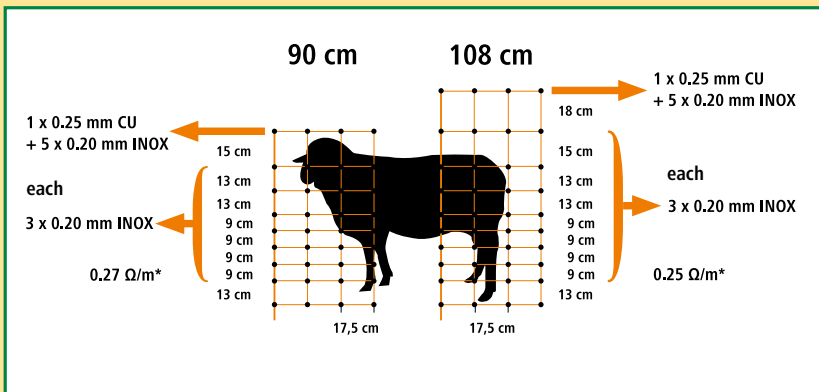 90 cm
108 cm
1 x 0.25 mm CU
+ 5 x 0.20 mm INOX
15 cm
each
13 cm
13 cm
3 x 0.20 mm INOX
9 cm
9 cm
9 cm
9 cm
0.27 Ω/m*
13 cm
17,5 cm
1 x 0.25 mm CU
+ 5 x 0.20 mm INOX
18 cm
15 cm
each
13 cm
13 cm
3 x 0.20 mm INOX
9 cm
9 cm
9 cm
9 cm
0.25 Ω/m*
13 cm
17,5 cm